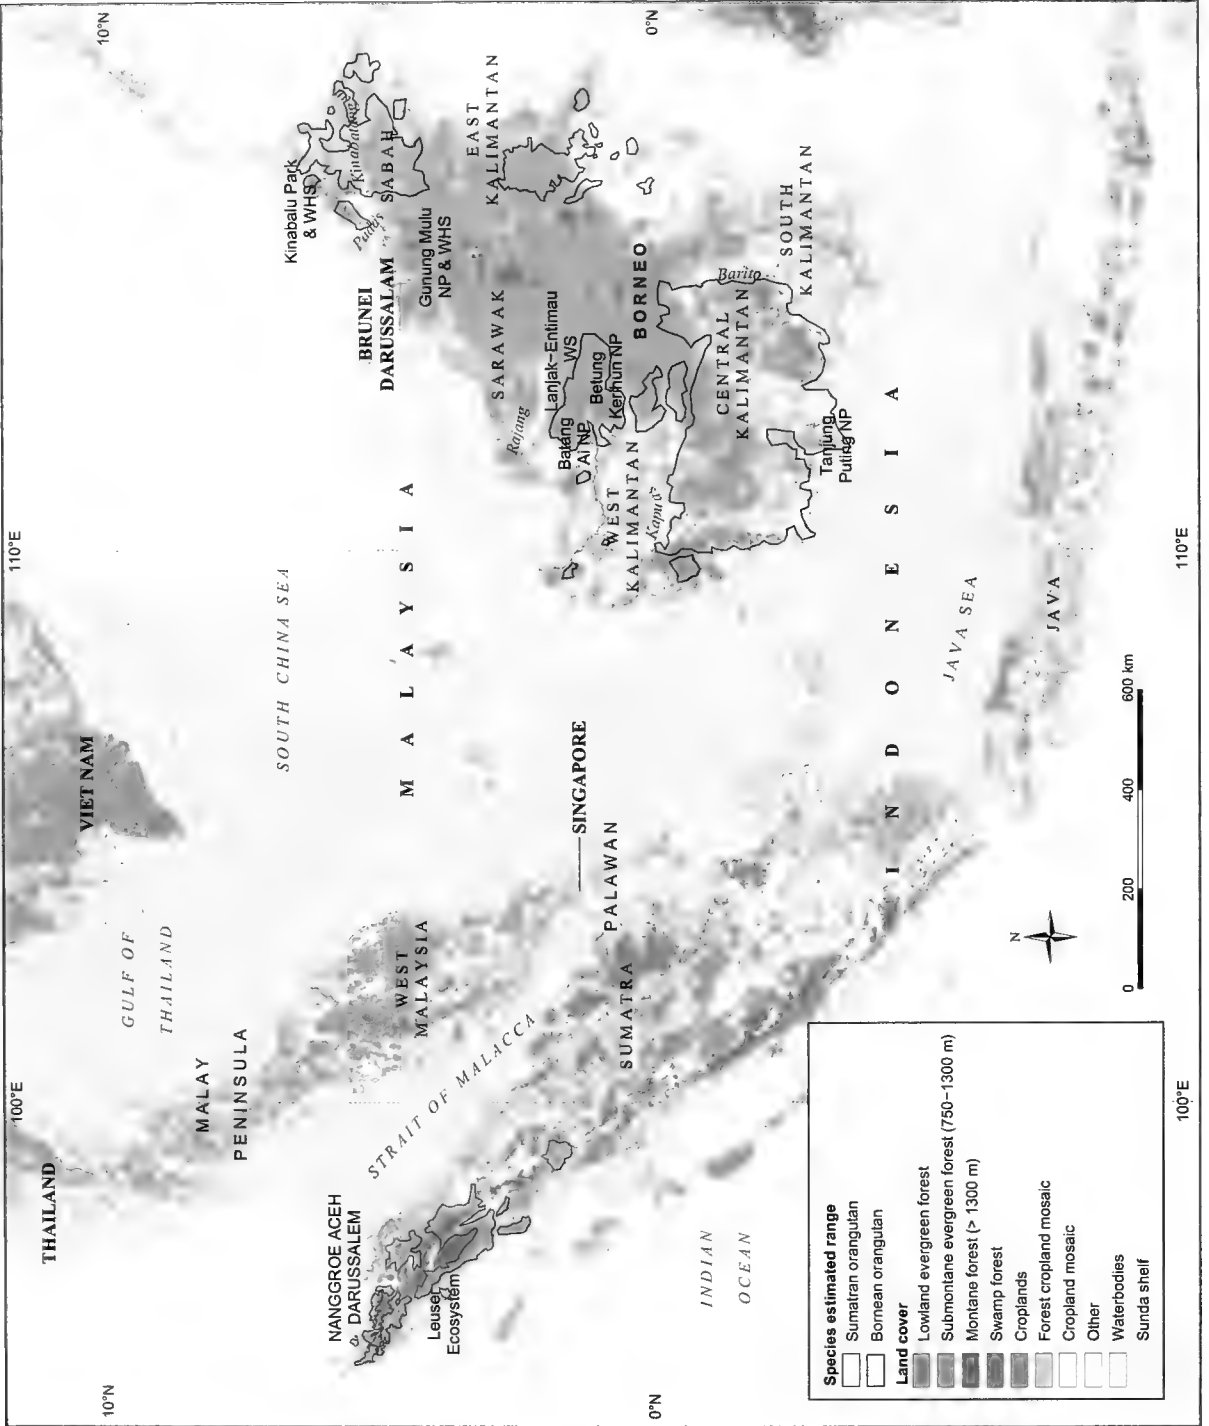 10°N
0°N
110°E
110°E
100°E
100°E
10°N
0°N
THAILAND
VIET NAM
GULF OF
THAILAND
SOUTH CHINA SEA
MALAY
PENINSULA
Kinabalu Park
& WHS
Kinabatangan
SABAH
Padas
BRUNEI
DARUSSALAM
Gunung Mulu
NP & WHS
EAST
KALIMANTAN
SARAWAK
Rajang
Lanjak-Entimau
WS
Batang
Ai NP
Betung
Kerihun NP
BORNEO
WEST
KALIMANTAN
Kapuas
CENTRAL
KALIMANTAN
Barito
SOUTH
KALIMANTAN
Tanjung
Puting NP
MALAYSIA
WEST
MALAYSIA
STRAIT OF MALACCA
SINGAPORE
PALAWAN
SUMATRA
NANGGROE ACEH
DARUSSALEM
Leuser
Ecosystem
INDONESIA
JAVA SEA
JAVA
INDIAN
OCEAN
N
0 200 400 600 km
Species estimated range
Sumatran orangutan
Bornean orangutan
Land cover
Lowland evergreen forest
Submontane evergreen forest (750–1300 m)
Montane forest (> 1300 m)
Swamp forest
Croplands
Forest cropland mosaic
Cropland mosaic
Other
Waterbodies
Sunda shelf